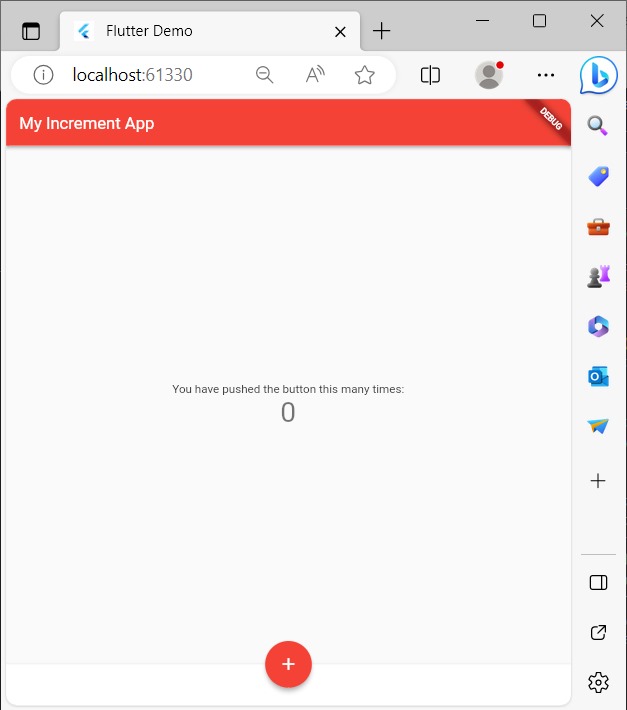 Flutter Demo
localhost:61330
My Increment App
DEBUG
You have pushed the button this many times:
0